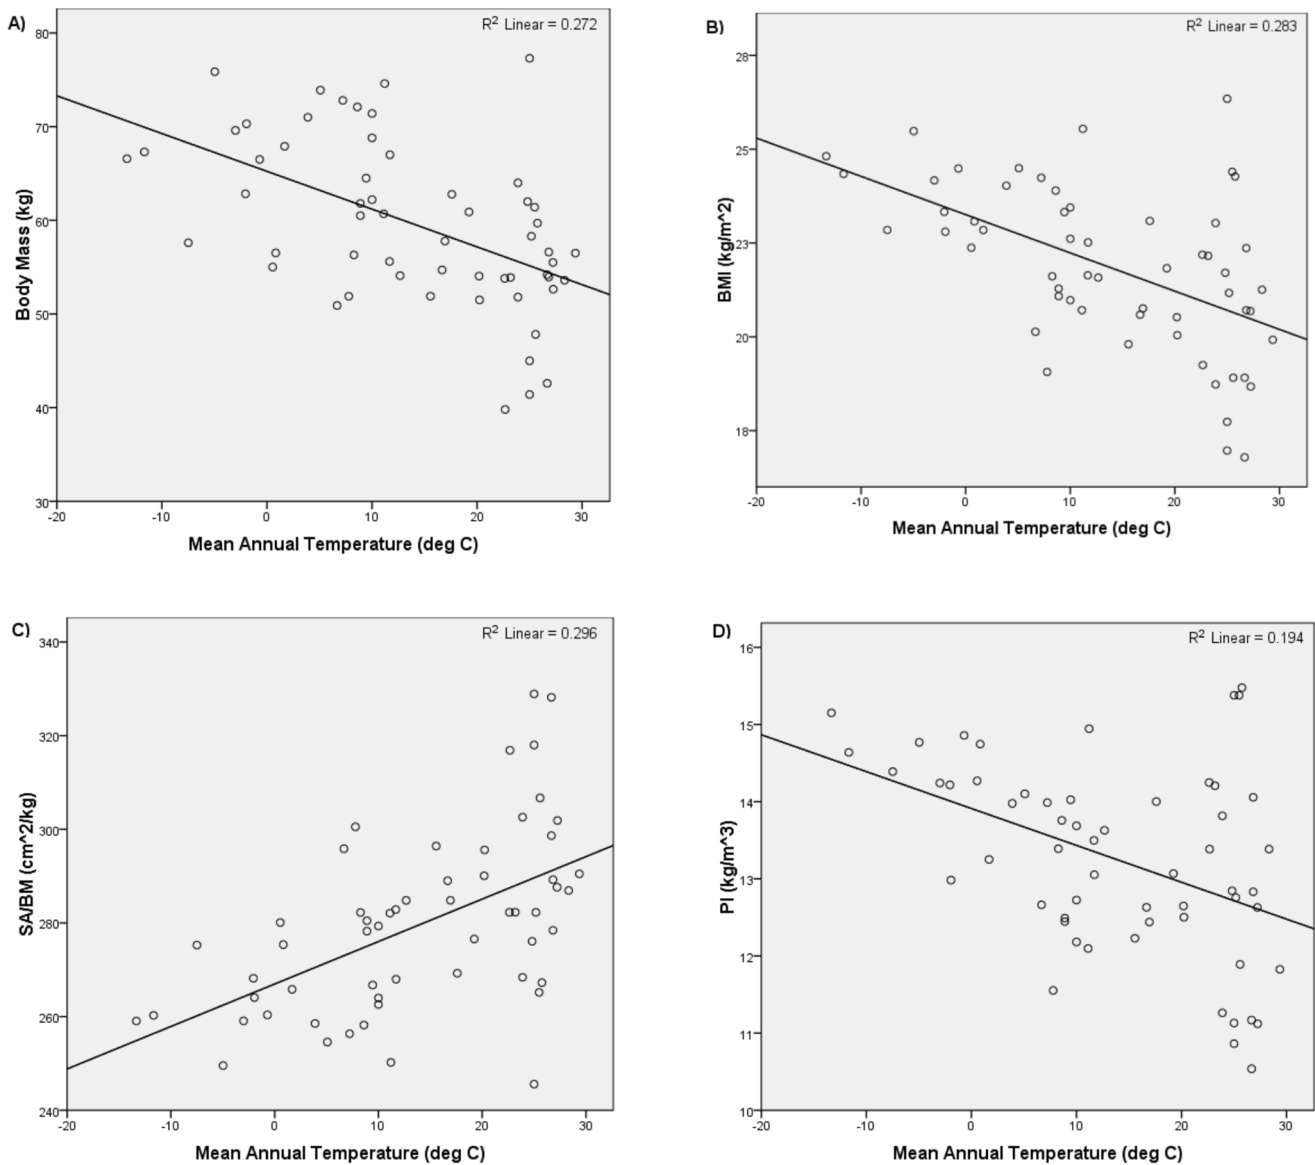 A)
R² Linear = 0.272
80
70
60
50
40
30
Body Mass (kg)
-20 -10 0 10 20 30
Mean Annual Temperature (deg C)
B)
R² Linear = 0.283
28
25
23
20
18
BMI (kg/m^2)
-20 -10 0 10 20 30
Mean Annual Temperature (deg C)
C)
R² Linear = 0.296
340
320
300
280
260
240
SA/BM (cm^2/kg)
-20 -10 0 10 20 30
Mean Annual Temperature (deg C)
D)
R² Linear = 0.194
16
15
14
13
12
11
10
PI (kg/m^3)
-20 -10 0 10 20 30
Mean Annual Temperature (deg C)